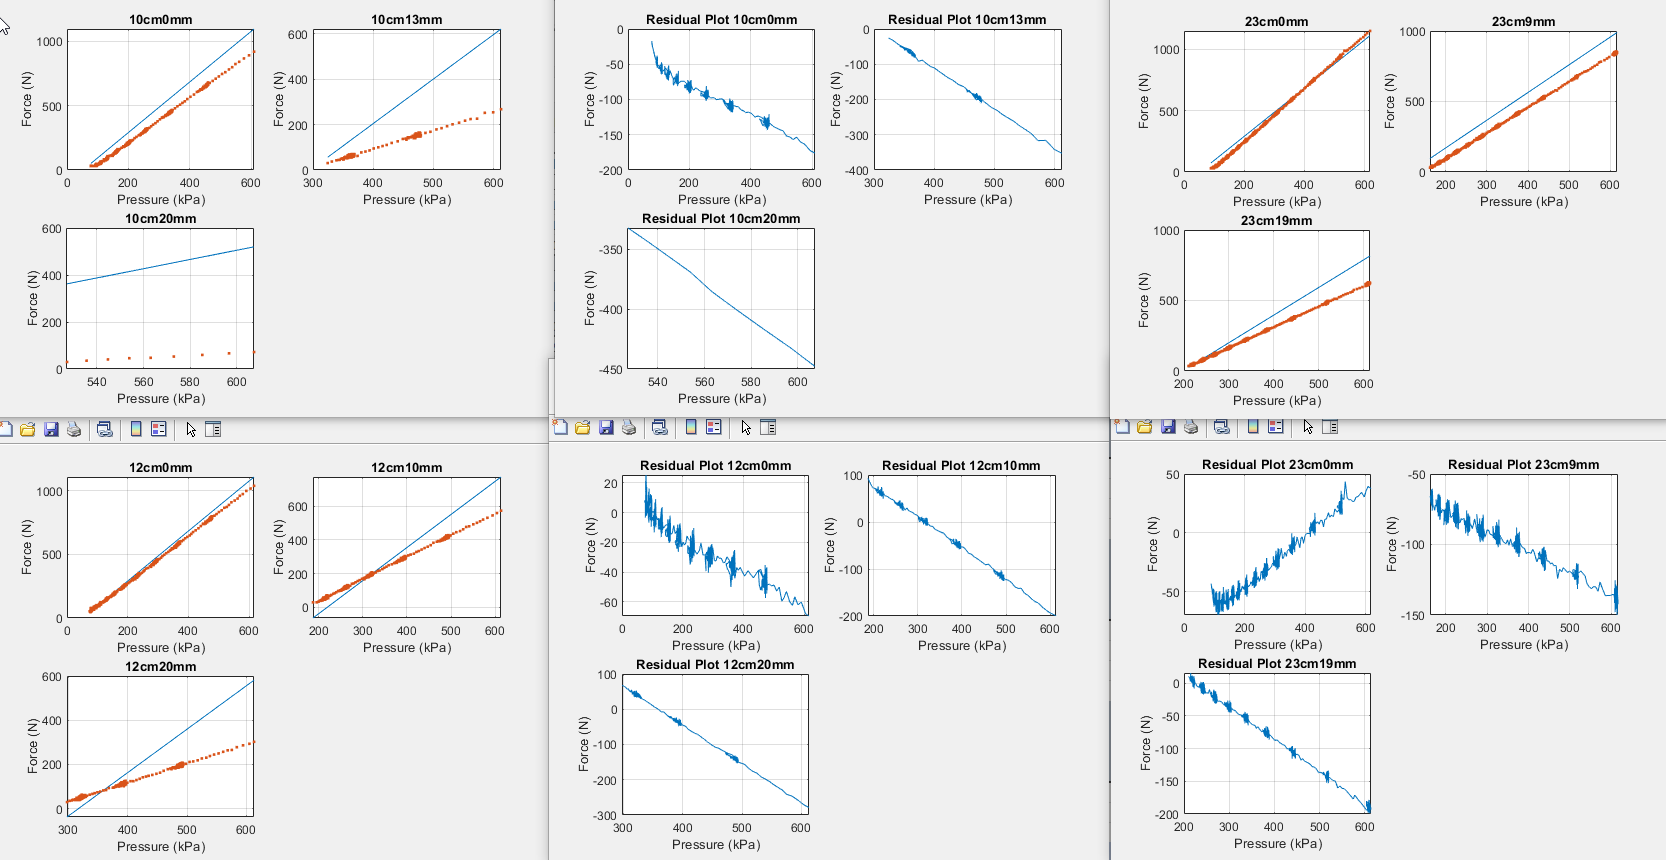 10cm0mm
1000
500
0
0 200 400 600
Force (N)
Pressure (kPa)
10cm13mm
600
400
200
0
300 400 500 600
Force (N)
Pressure (kPa)
10cm20mm
600
400
200
0
540 560 580 600
Force (N)
Pressure (kPa)
Residual Plot 10cm0mm
0
-50
-100
-150
-200
0 200 400 600
Force (N)
Pressure (kPa)
Residual Plot 10cm13mm
0
-100
-200
-300
-400
300 400 500 600
Force (N)
Pressure (kPa)
Residual Plot 10cm20mm
-350
-400
-450
540 560 580 600
Force (N)
Pressure (kPa)
23cm0mm
1000
500
0
0 200 400 600
Force (N)
Pressure (kPa)
23cm9mm
1000
500
0
200 300 400 500 600
Force (N)
Pressure (kPa)
23cm19mm
1000
500
0
200 300 400 500 600
Force (N)
Pressure (kPa)
12cm0mm
1000
500
0
0 200 400 600
Force (N)
Pressure (kPa)
12cm10mm
600
400
200
0
200 300 400 500 600
Force (N)
Pressure (kPa)
12cm20mm
600
400
200
0
300 400 500 600
Force (N)
Pressure (kPa)
Residual Plot 12cm0mm
20
0
-20
-40
-60
0 200 400 600
Force (N)
Pressure (kPa)
Residual Plot 12cm10mm
100
0
-100
-200
200 300 400 500 600
Force (N)
Pressure (kPa)
Residual Plot 12cm20mm
100
0
-100
-200
-300
300 400 500 600
Force (N)
Pressure (kPa)
Residual Plot 23cm0mm
50
0
-50
0 200 400 600
Force (N)
Pressure (kPa)
Residual Plot 23cm9mm
-50
-100
-150
200 300 400 500 600
Force (N)
Pressure (kPa)
Residual Plot 23cm19mm
0
-50
-100
-150
-200
200 300 400 500 600
Force (N)
Pressure (kPa)